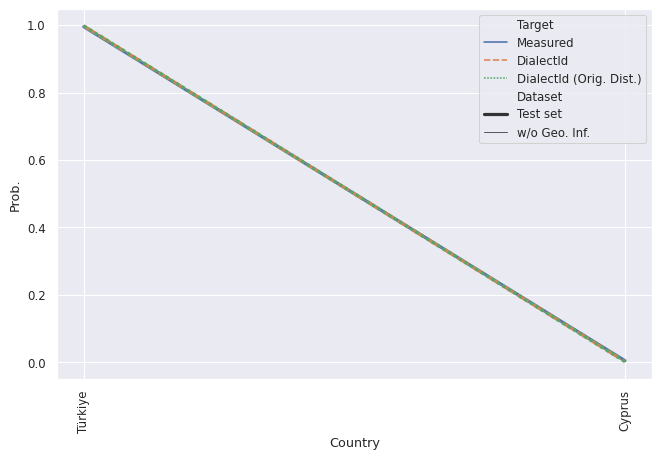 1.0
0.8
0.6
0.4
0.2
0.0
Prob.
Türkiye
Cyprus
Country
Target
Measured
DialectId
DialectId (Orig. Dist.)
Dataset
Test set
w/o Geo. Inf.